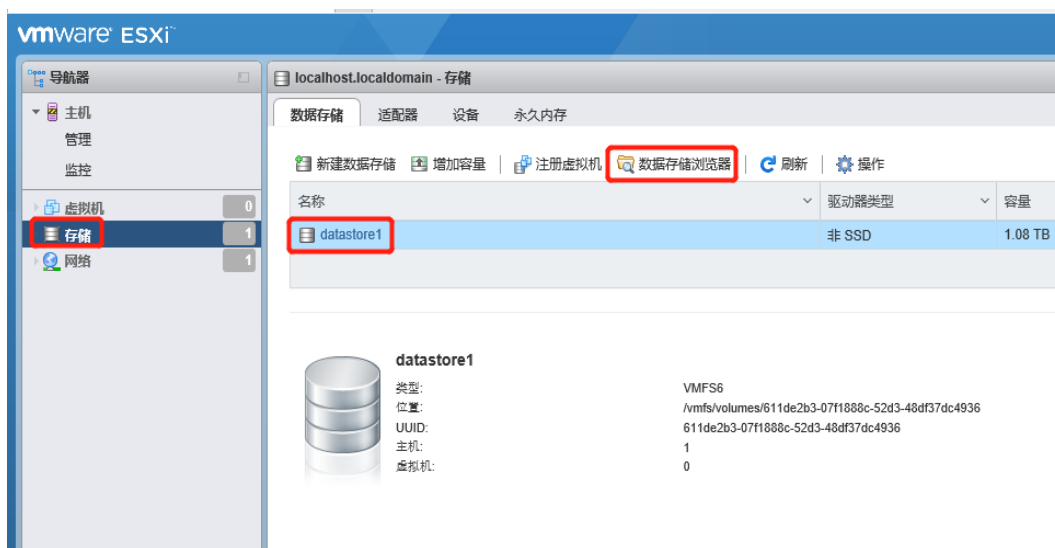 vmware ESXi™
导航器
localhost.localdomain - 存储
主机
管理
监控
虚拟机 0
存储 1
网络 1
数据存储 适配器 设备 永久内存
新建数据存储 增加容量 注册虚拟机 数据存储浏览器 刷新 操作
名称 驱动器类型 容量
datastore1 非 SSD 1.08 TB
datastore1
类型: VMFS6
位置: /vmfs/volumes/611de2b3-07f1888c-52d3-48df37dc4936
UUID: 611de2b3-07f1888c-52d3-48df37dc4936
主机: 1
虚拟机: 0